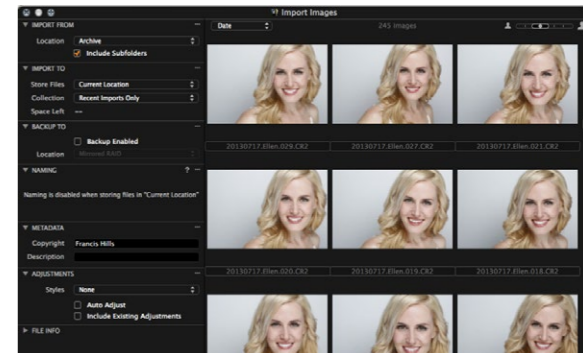 Import Images
IMPORT FROM
Location Archive
Include Subfolders
IMPORT TO
Store Files Current Location
Collection Recent Imports Only
Space Left ---
BACKUP TO
Backup Enabled
Location Mirrored RAID
NAMING ?
Naming is disabled when storing files in "Current Location"
METADATA
Copyright Francis Hills
Description
ADJUSTMENTS
Styles None
Auto Adjust
Include Existing Adjustments
FILE INFO
Date 245 images
20130717.Ellen.029.CR2 20130717.Ellen.027.CR2 20130717.Ellen.021.CR2
20130717.Ellen.020.CR2 20130717.Ellen.019.CR2 20130717.Ellen.018.CR2